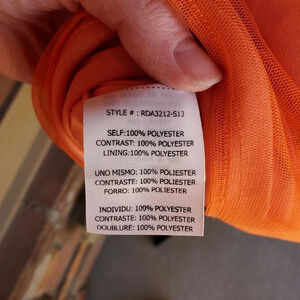 STYLE # : RDA3212-S13
SELF:100% POLYESTER
CONTRAST: 100% POLYESTER
LINING: 100% POLYESTER
UNO MISMO: 100% POLIESTER
CONTRASTE: 100% POLIESTER
FORRO: 100% POLIESTER
INDIVIDU: 100% POLYESTER
CONTRASTE: 100% POLYESTER
DOUBLURE: 100% POLYESTER